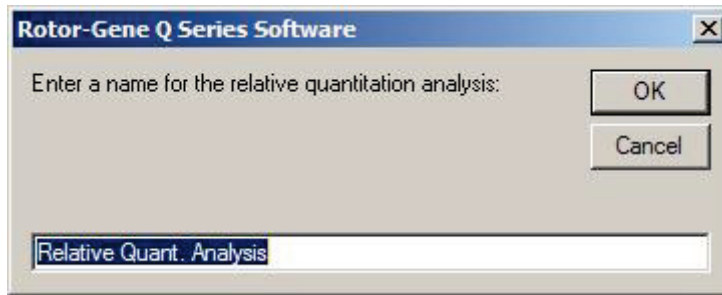 Rotor-Gene Q Series Software
Enter a name for the relative quantitation analysis:
OK
Cancel
Relative Quant. Analysis